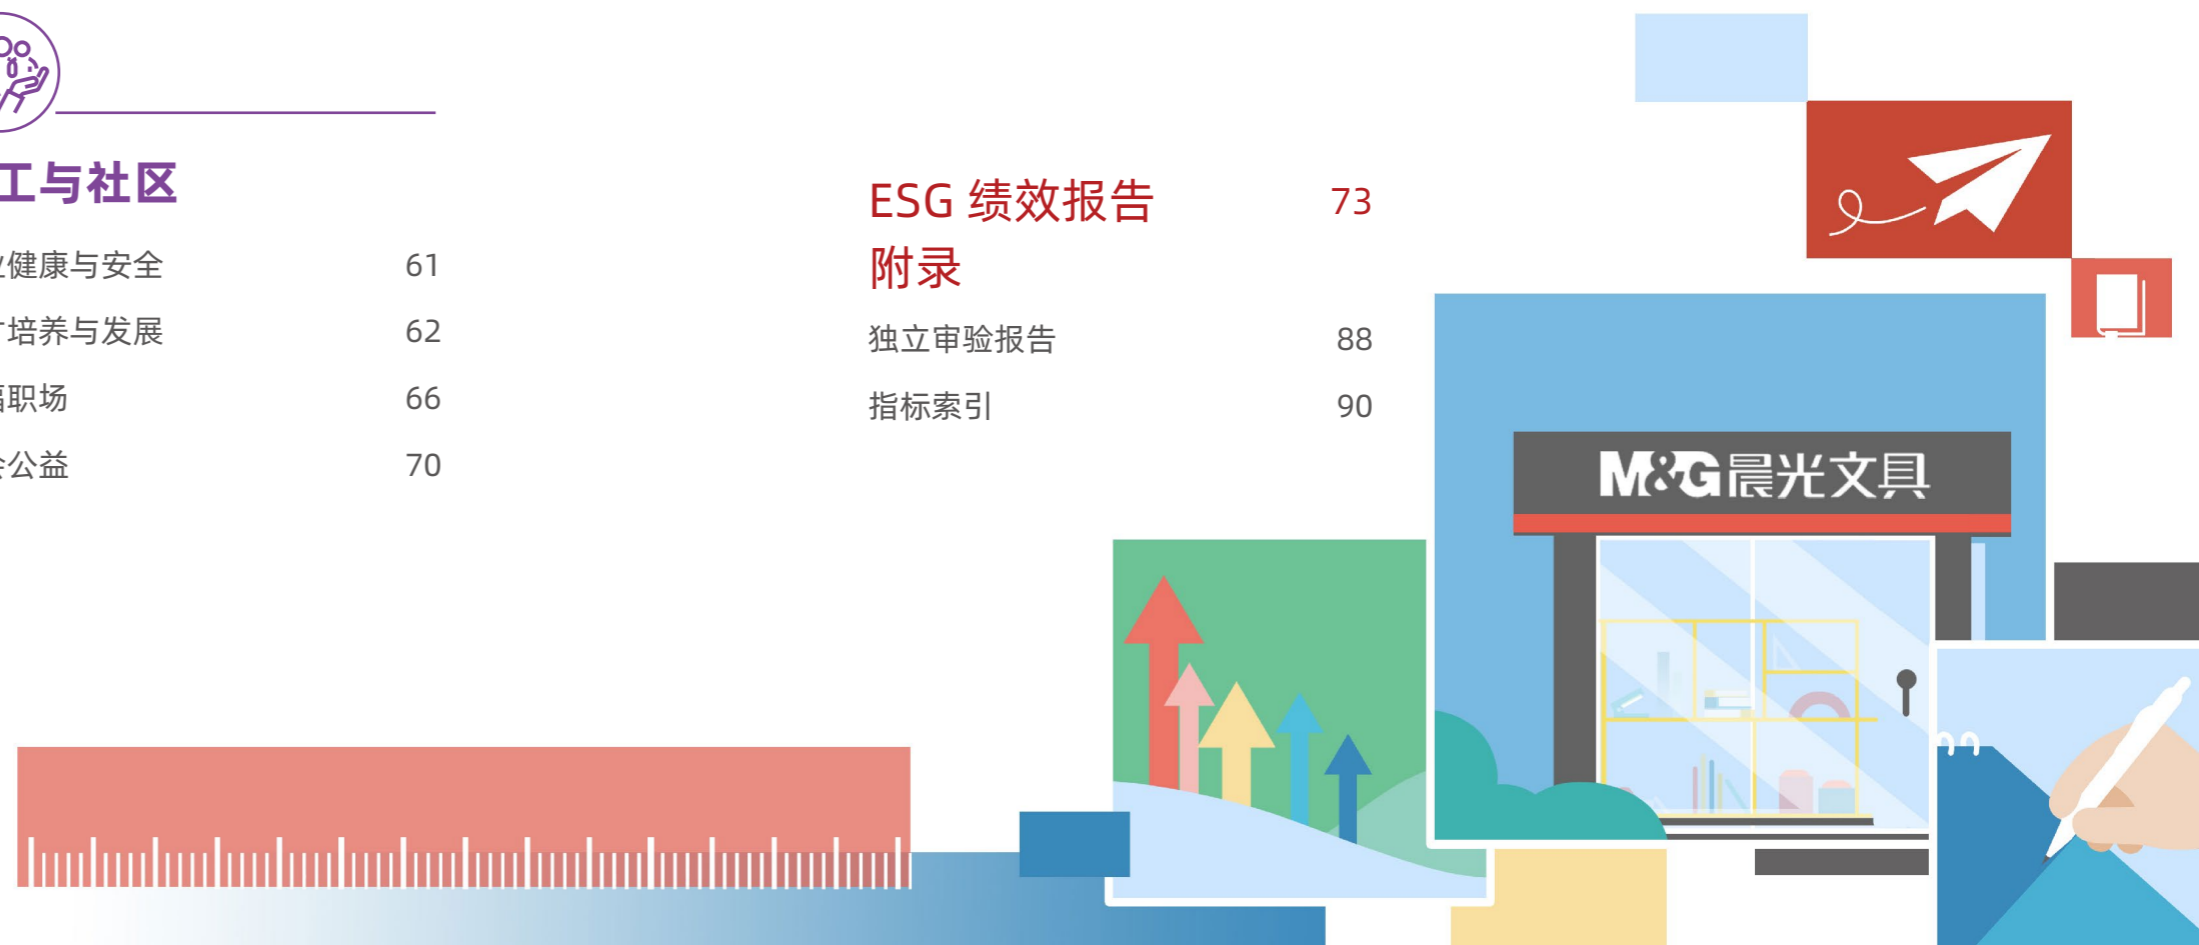 工与社区
健康与安全 61
培养与发展 62
职场 66
公益 70
ESG 绩效报告 73
附录
独立审验报告 88
指标索引 90
M&G晨光文具